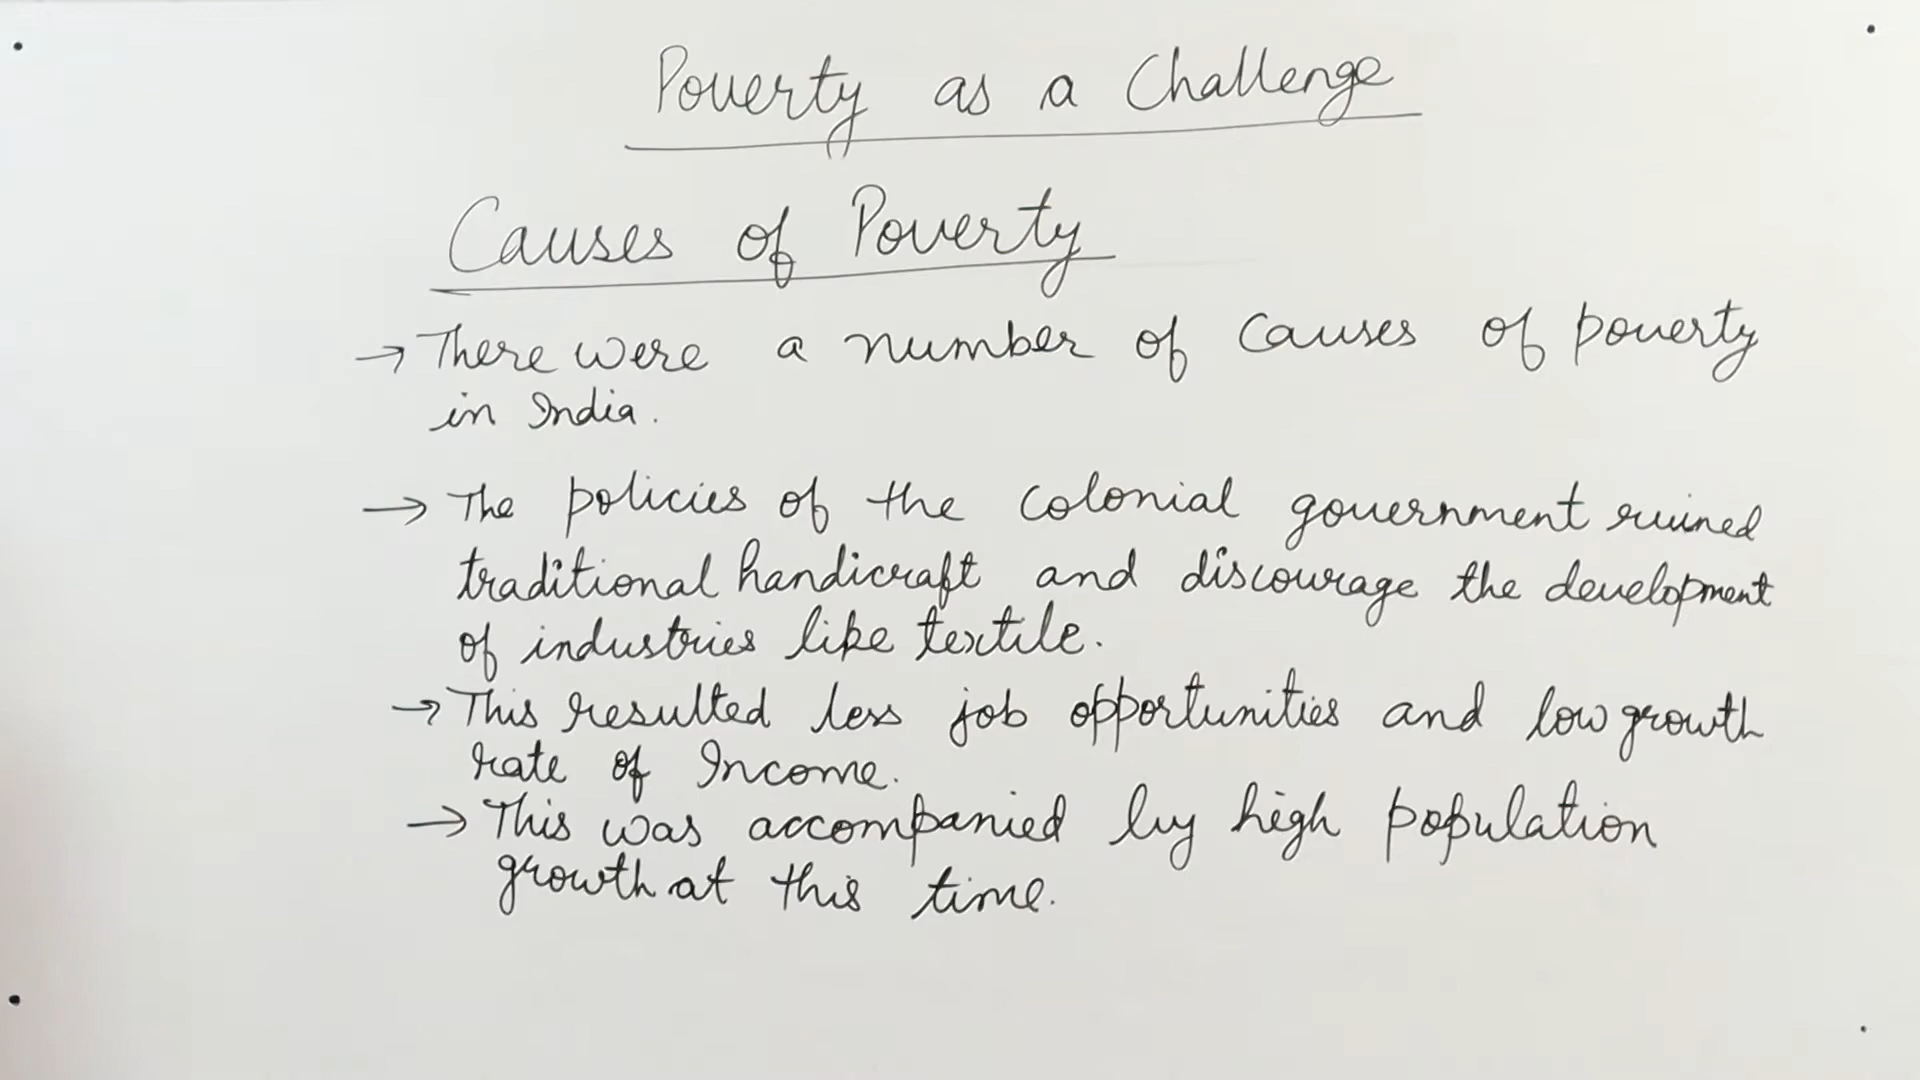 Poverty as a Challenge
Causes of Poverty
→ There were a number of causes of poverty
in India.
→ The policies of the colonial government ruined
traditional handicraft and discourage the development
of industries like textile.
→ This resulted less job opportunities and low growth
rate of Income.
→ This was accompanied by high population
growth at this time.